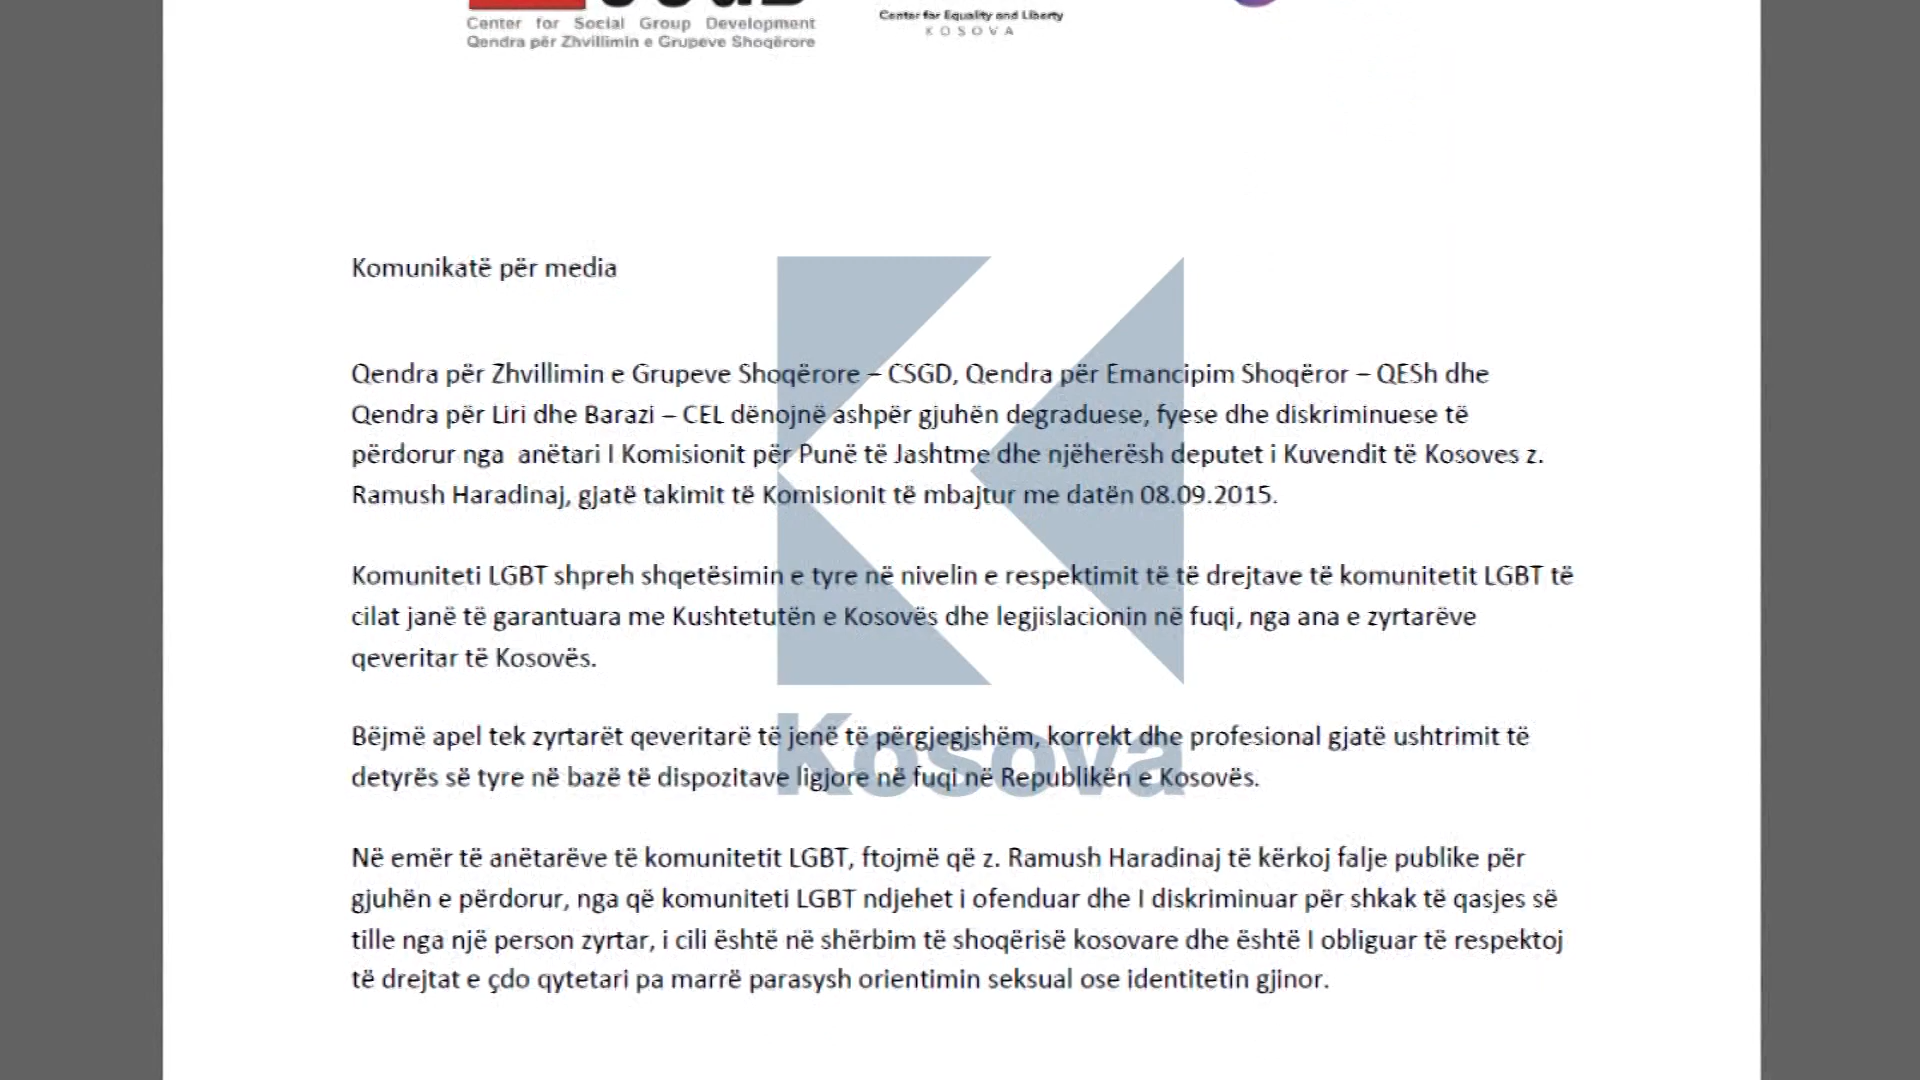 Center for Social Group Development
Qendra për Zhvillimin e Grupeve Shoqërore
Center for Equality and Liberty
KOSOVA
Komunikatë për media
Qendra për Zhvillimin e Grupeve Shoqërore – CSGD, Qendra për Emancipim Shoqëror – QESh dhe
Qendra për Liri dhe Barazi – CEL dënojnë ashpër gjuhën degraduese, fyese dhe diskriminuese të
përdorur nga anëtari I Komisionit për Punë të Jashtme dhe njëherësh deputet i Kuvendit të Kosoves z.
Ramush Haradinaj, gjatë takimit të Komisionit të mbajtur me datën 08.09.2015.
Komuniteti LGBT shpreh shqetësimin e tyre në nivelin e respektimit të të drejtave të komunitetit LGBT të
cilat janë të garantuara me Kushtetutën e Kosovës dhe legjislacionin në fuqi, nga ana e zyrtarëve
qeveritar të Kosovës.
Bëjmë apel tek zyrtarët qeveritarë të jenë të përgjegjshëm, korrekt dhe profesional gjatë ushtrimit të
detyrës së tyre në bazë të dispozitave ligjore në fuqi në Republikën e Kosovës.
Kosova
Në emër të anëtarëve të komunitetit LGBT, ftojmë që z. Ramush Haradinaj të kërkoj falje publike për
gjuhën e përdorur, nga që komuniteti LGBT ndjehet i ofenduar dhe I diskriminuar për shkak të qasjes së
tille nga një person zyrtar, i cili është në shërbim të shoqërisë kosovare dhe është I obliguar të respektoj
të drejtat e çdo qytetari pa marrë parasysh orientimin seksual ose identitetin gjinor.